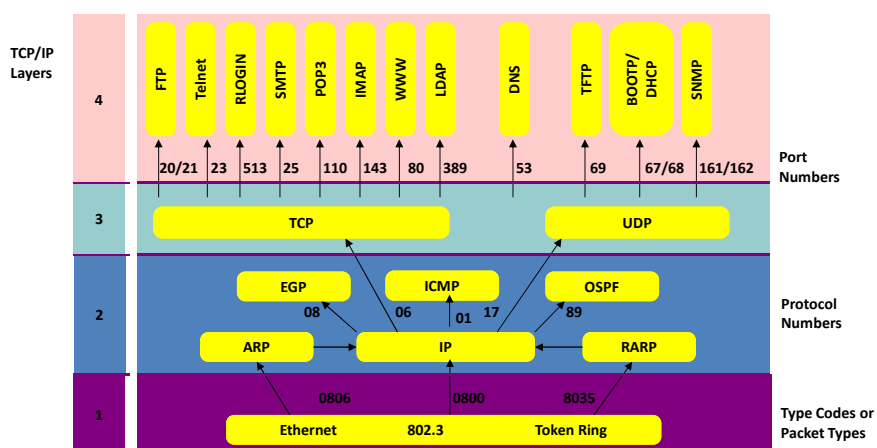 TCP/IP
Layers
4
FTP
Telnet
RLOGIN
SMTP
POP3
IMAP
WWW
LDAP
DNS
TFTP
BOOTP/
DHCP
SNMP
20/21
23
513
25
110
143
80
389
53
69
67/68
161/162
Port
Numbers
3
TCP
UDP
2
EGP
ICMP
OSPF
08
06
01
17
89
Protocol
Numbers
ARP
IP
RARP
1
0806
0800
8035
Ethernet
802.3
Token Ring
Type Codes or
Packet Types